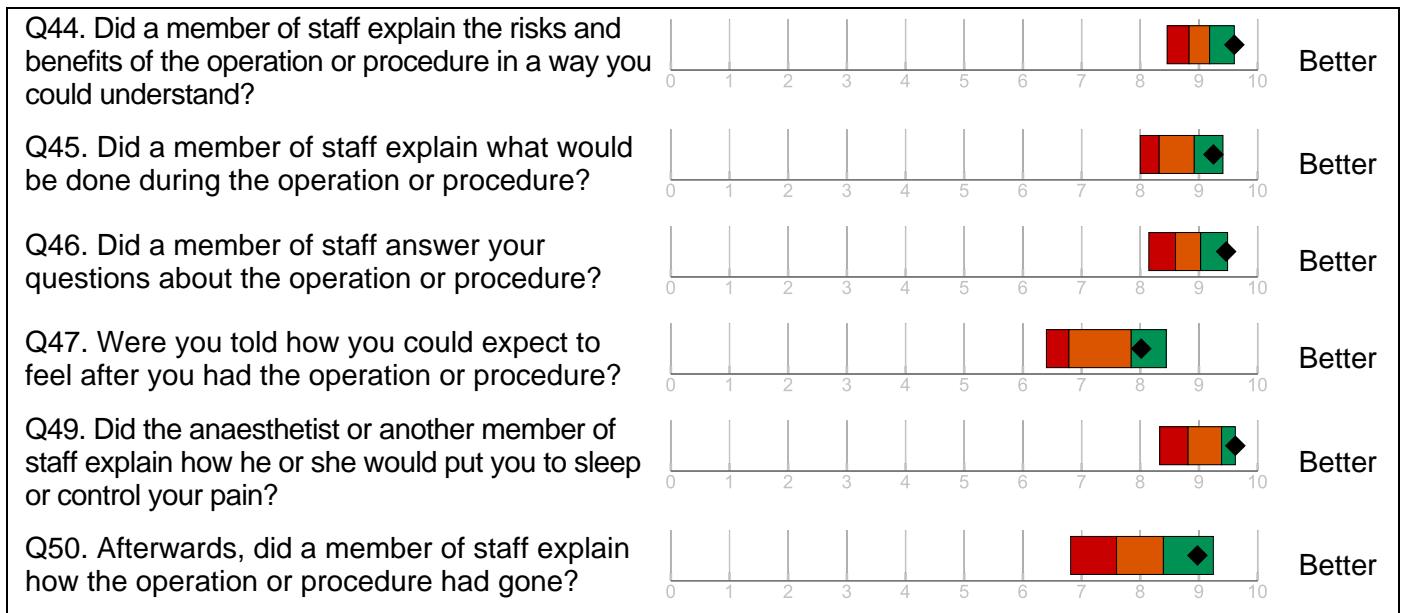 Q44. Did a member of staff explain the risks and
benefits of the operation or procedure in a way you
could understand?
0 1 2 3 4 5 6 7 8 9 10
Better
Q45. Did a member of staff explain what would
be done during the operation or procedure?
0 1 2 3 4 5 6 7 8 9 10
Better
Q46. Did a member of staff answer your
questions about the operation or procedure?
0 1 2 3 4 5 6 7 8 9 10
Better
Q47. Were you told how you could expect to
feel after you had the operation or procedure?
0 1 2 3 4 5 6 7 8 9 10
Better
Q49. Did the anaesthetist or another member of
staff explain how he or she would put you to sleep
or control your pain?
0 1 2 3 4 5 6 7 8 9 10
Better
Q50. Afterwards, did a member of staff explain
how the operation or procedure had gone?
0 1 2 3 4 5 6 7 8 9 10
Better